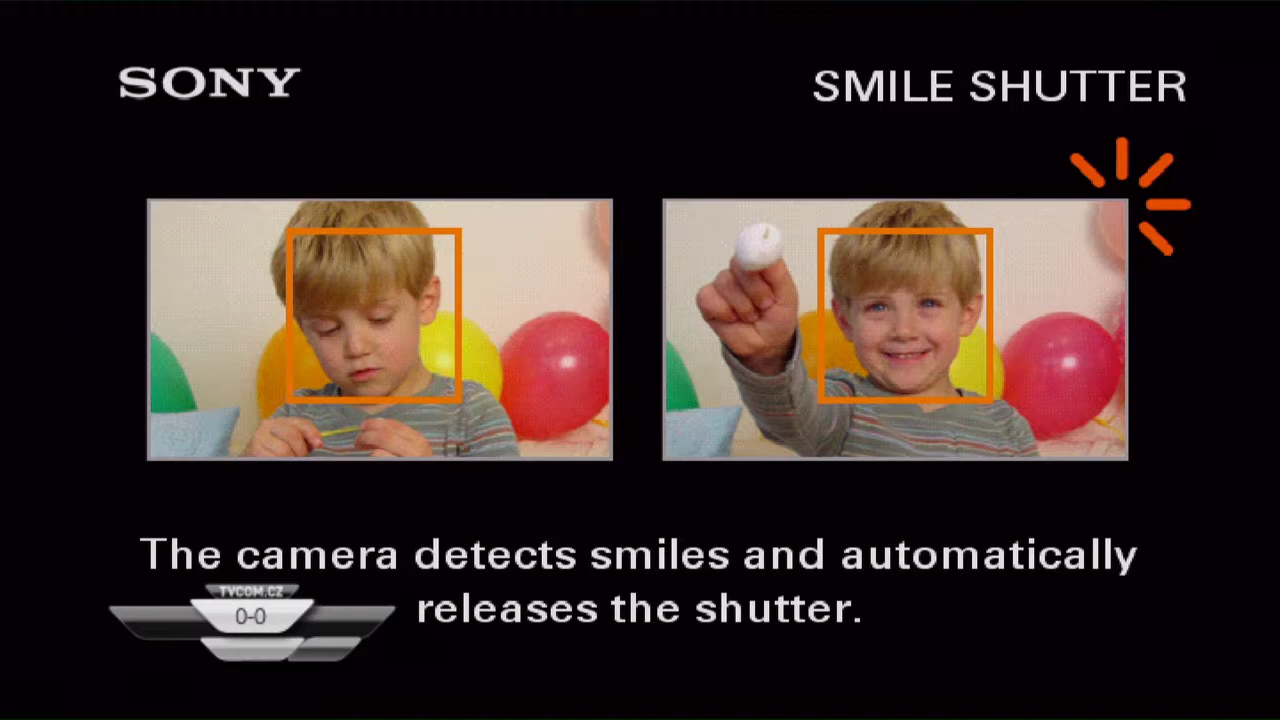 SONY
SMILE SHUTTER
The camera detects smiles and automatically
releases the shutter.
TVCOM.CZ
0-0